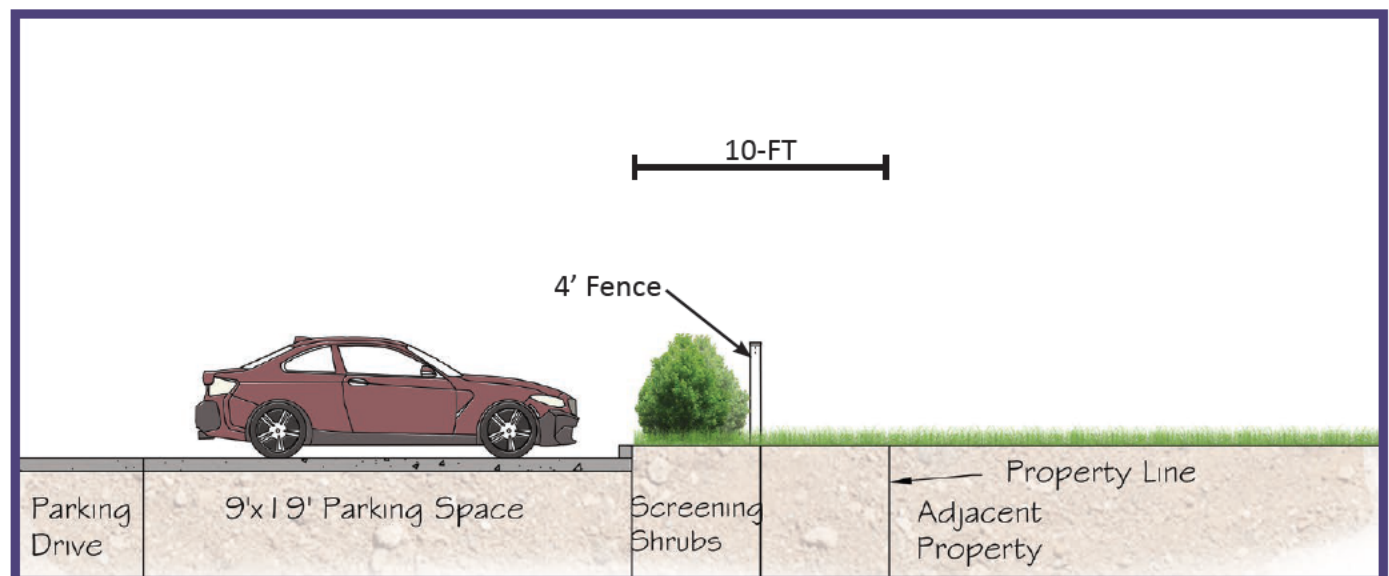 10-FT
4' Fence
Parking
Drive
9'x19' Parking Space
Screening
Shrubs
Property Line
Adjacent
Property